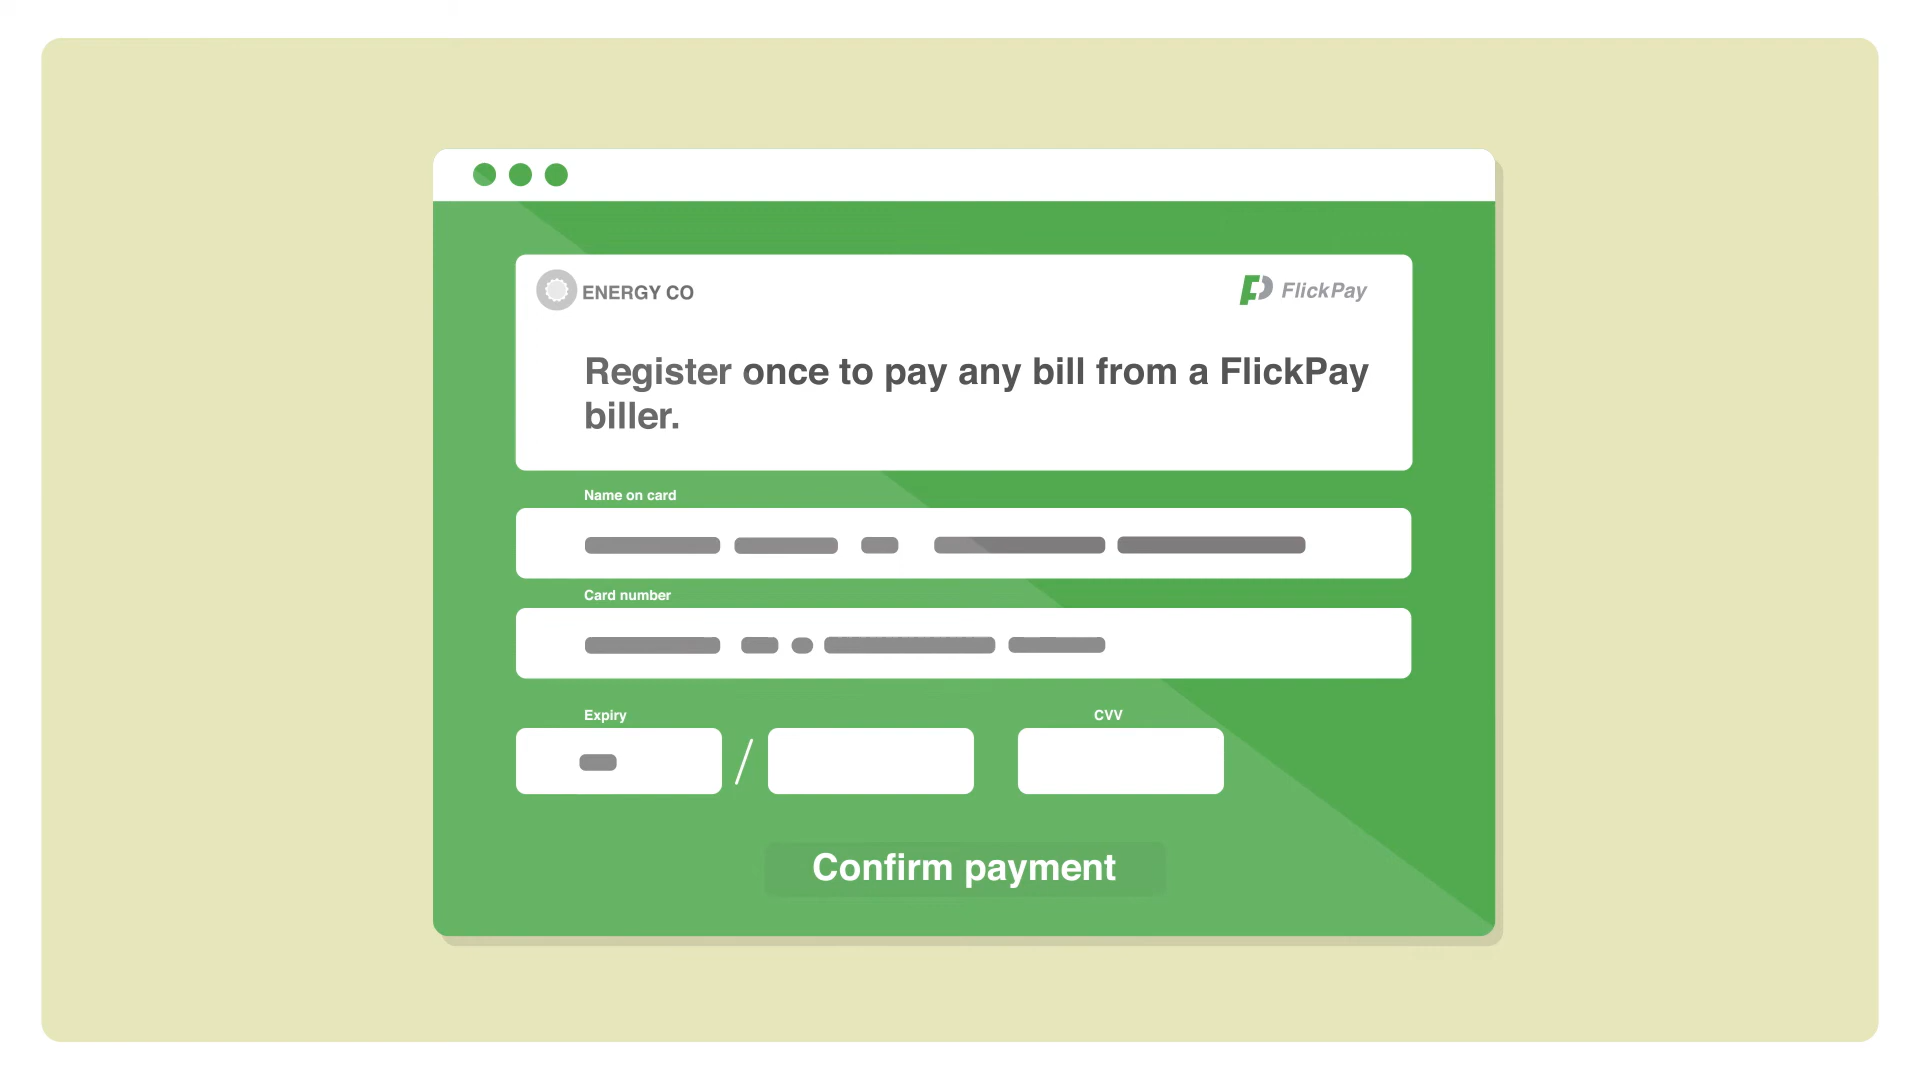 ENERGY CO
FlickPay
Register once to pay any bill from a FlickPay
biller.
Name on card
Card number
Expiry
CVV
/
Confirm payment